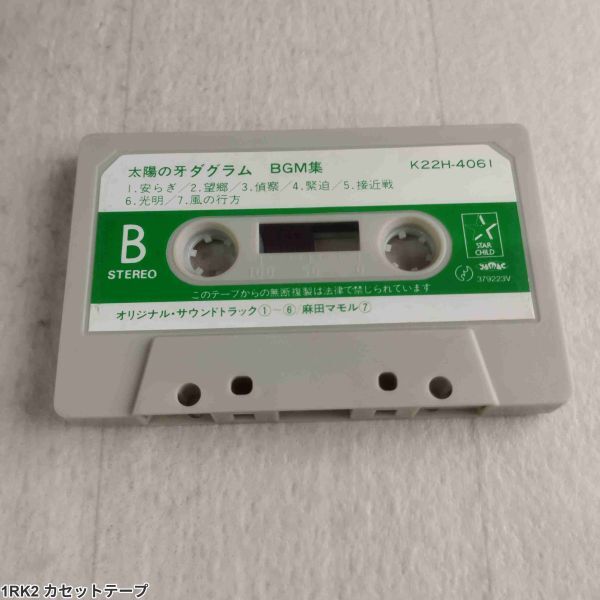 太陽の牙ダグラム BGM集 K22H-4061
1.安らぎ/2.望郷/3.偵察/4.緊迫/5.接近戦
6.光明/7.風の行方
B
STEREO
100 50 0
STAR
CHILD
379223V
このテープからの無断複製は法律で禁じられています
オリジナル・サウンドトラック①〜⑥ 麻田マモル⑦
1RK2 カセットテープ